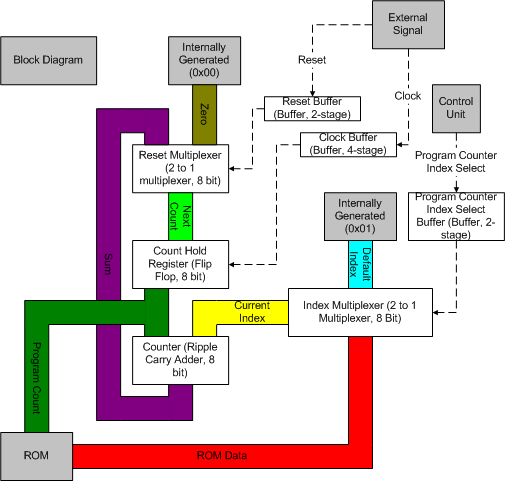 Block Diagram
Internally
Generated
(0x00)
External
Signal
Reset
Zero
Reset Buffer
(Buffer, 2-stage)
Clock
Control
Unit
Clock Buffer
(Buffer, 4-stage)
Reset Multiplexer
(2 to 1
multiplexer, 8 bit)
Program Counter
Index Select
Next
Count
Internally
Generated
(0x01)
Program Counter
Index Select
Buffer (Buffer, 2-
stage)
Sum
Count Hold
Register (Flip
Flop, 8 bit)
Default
Index
Current
Index
Index Multiplexer (2 to 1
Multiplexer, 8 Bit)
Program Count
Counter (Ripple
Carry Adder, 8
bit)
ROM
ROM Data